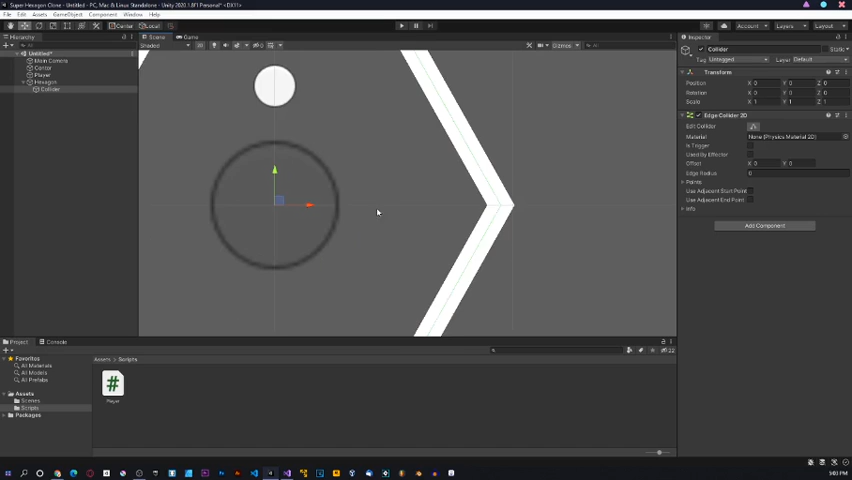 Super Hexagon Clone - Untitled* - PC, Mac & Linux Standalone - Unity 2020.1.8f1 Personal* <DX11>
File Edit Assets GameObject Component Window Help
Center Local Account Layers Layout
Hierarchy Scene Game Inspector
Shaded 2D Gizmos All
Untitled*
Main Camera
Center
Player
Hexagon
Collider
Collider Static
Tag Untagged Layer Default
Transform
Position X 0 Y 0 Z 0
Rotation X 0 Y 0 Z 0
Scale X 1 Y 1 Z 1
Edge Collider 2D
Edit Collider
Material None (Physics Material 2D)
Is Trigger
Used By Effector
Offset X 0 Y 0
Edge Radius 0
Points
Use Adjacent Start Point
Use Adjacent End Point
Info
Add Component
Project Console
Favorites
All Materials
All Models
All Prefabs
Assets
Scenes
Scripts
Packages
Assets Scripts
Player
5:03 PM